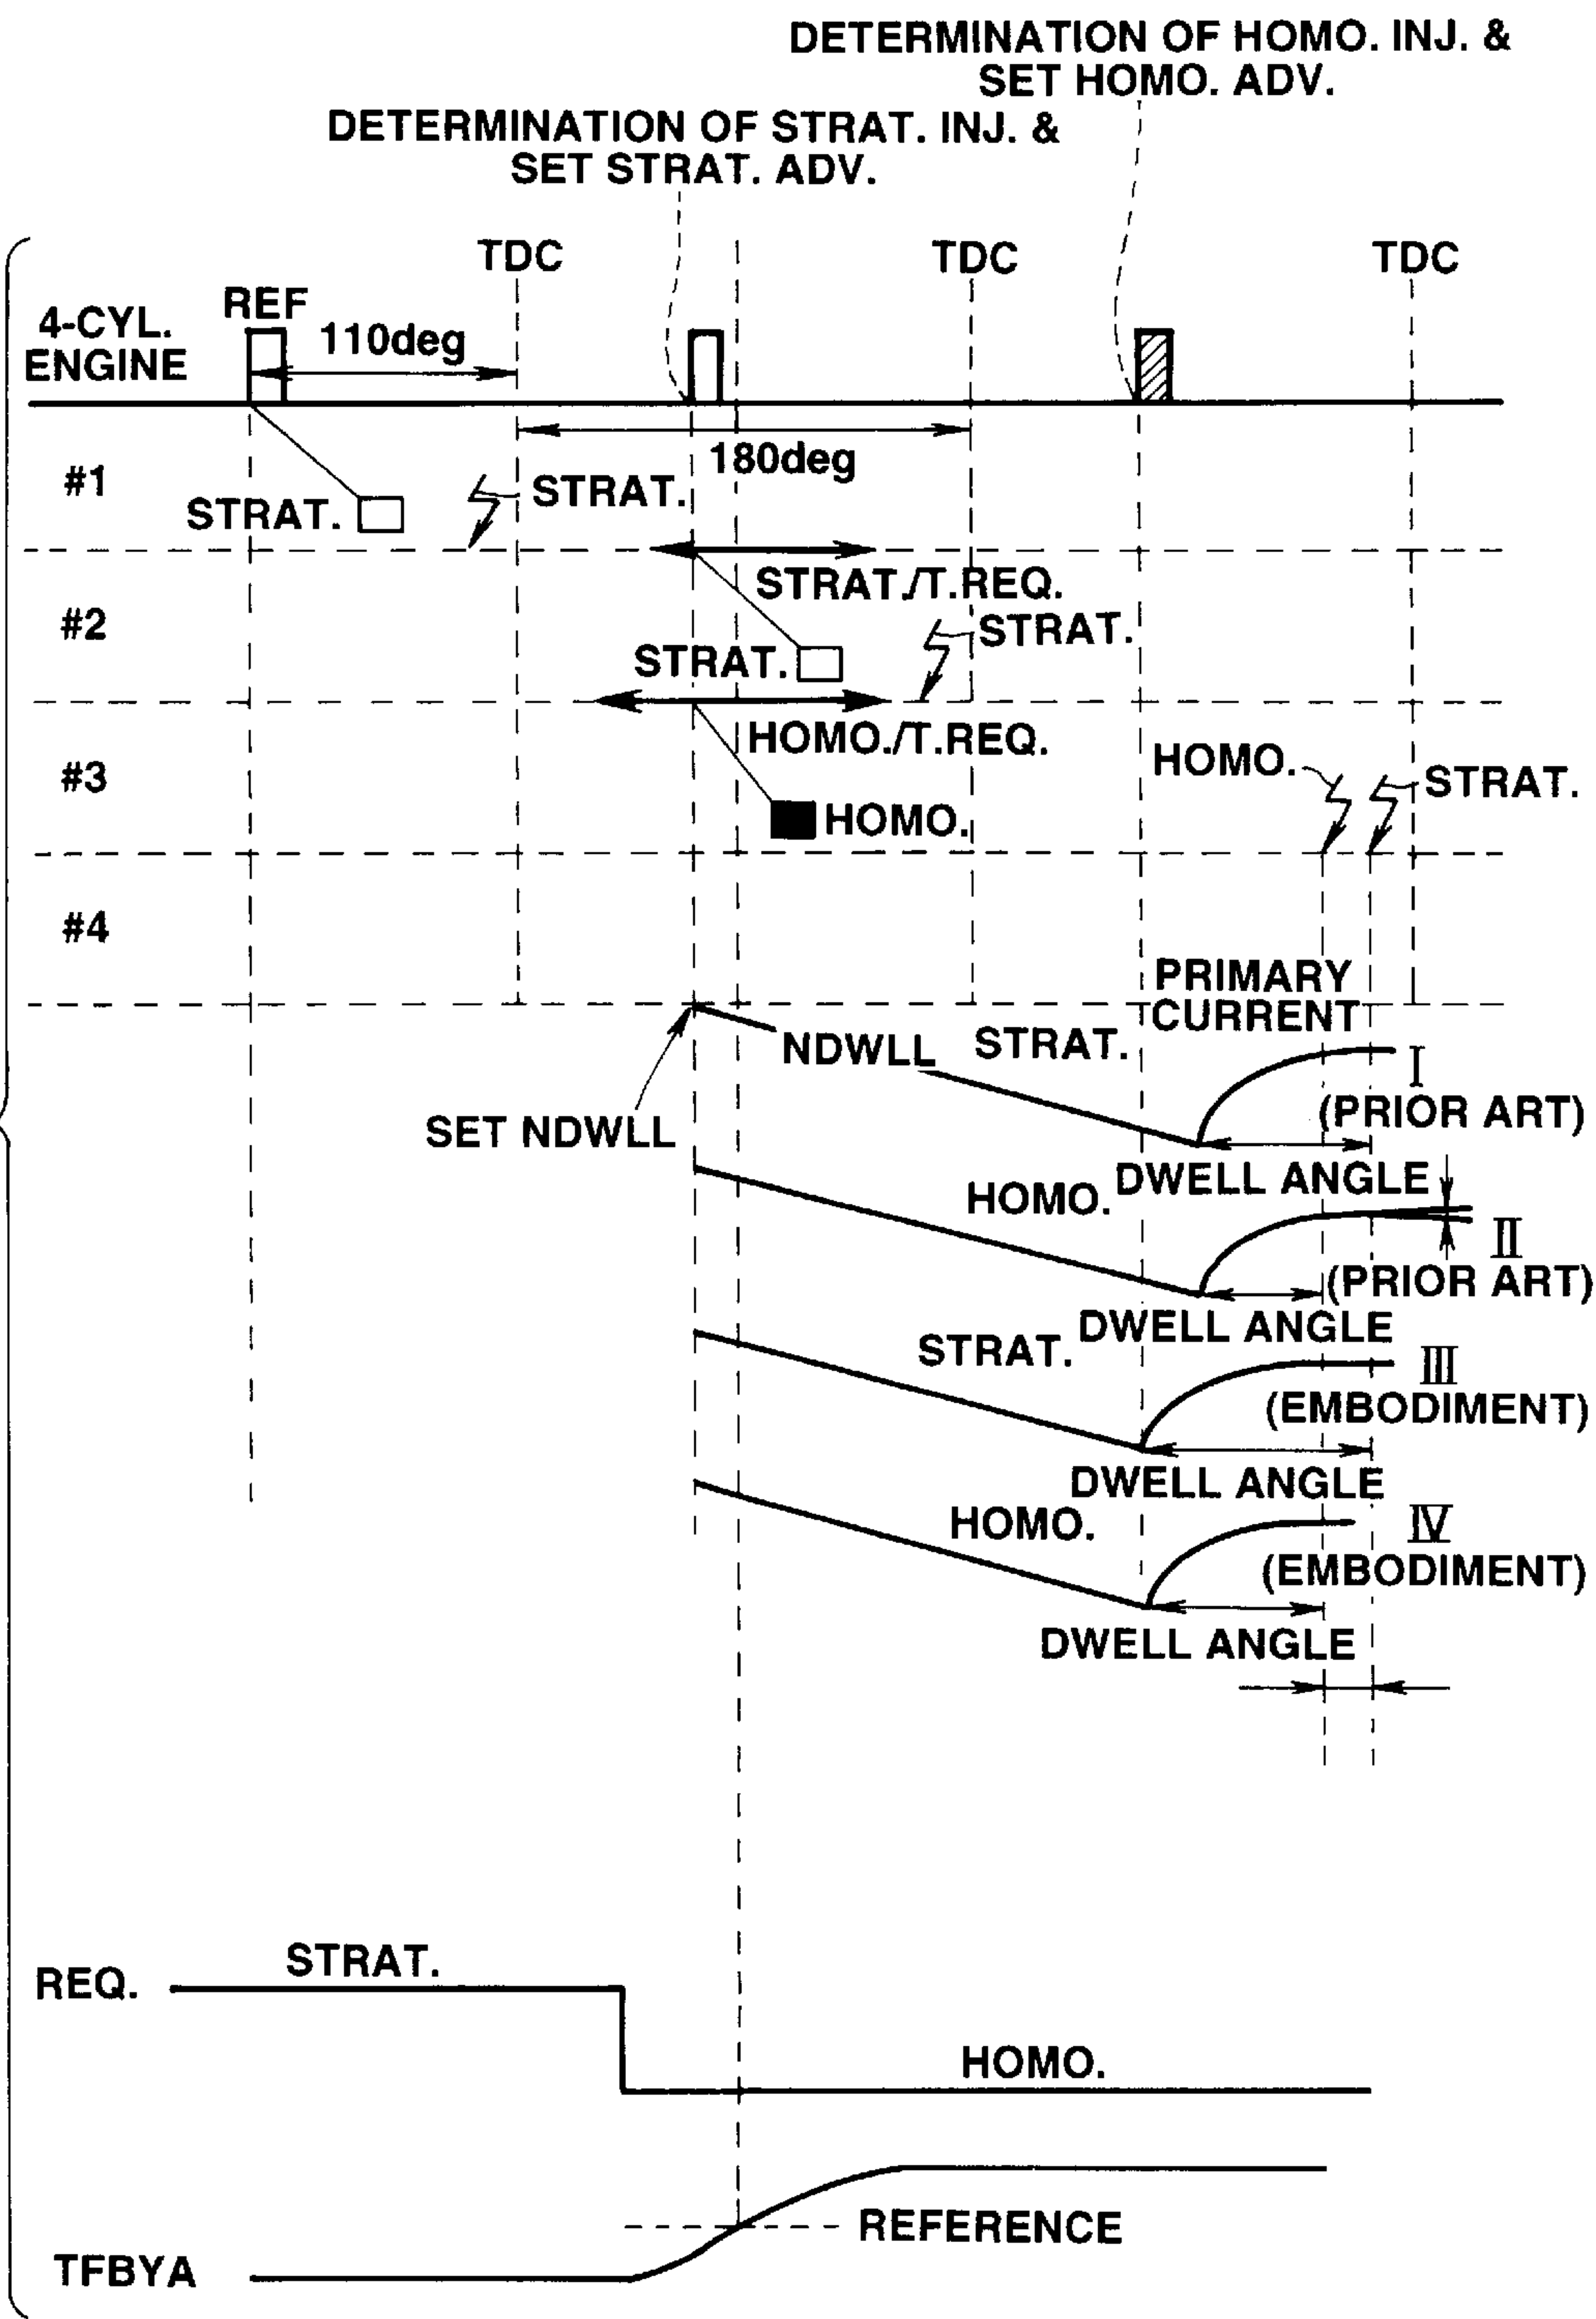 DETERMINATION OF HOMO. INJ. &
SET HOMO. ADV.
DETERMINATION OF STRAT. INJ. &
SET STRAT. ADV.
TDC
TDC
TDC
REF
4-CYL.
ENGINE
110deg
180deg
#1
STRAT.
STRAT.
STRAT./T.REQ.
#2
STRAT.
STRAT.
HOMO./T.REQ.
#3
HOMO.
STRAT.
HOMO.
#4
PRIMARY
CURRENT
NDWLL
STRAT.
I
(PRIOR ART)
SET NDWLL
DWELL ANGLE
HOMO.
II
(PRIOR ART)
DWELL ANGLE
STRAT.
III
(EMBODIMENT)
DWELL ANGLE
HOMO.
IV
(EMBODIMENT)
DWELL ANGLE
STRAT.
REQ.
HOMO.
REFERENCE
TFBYA